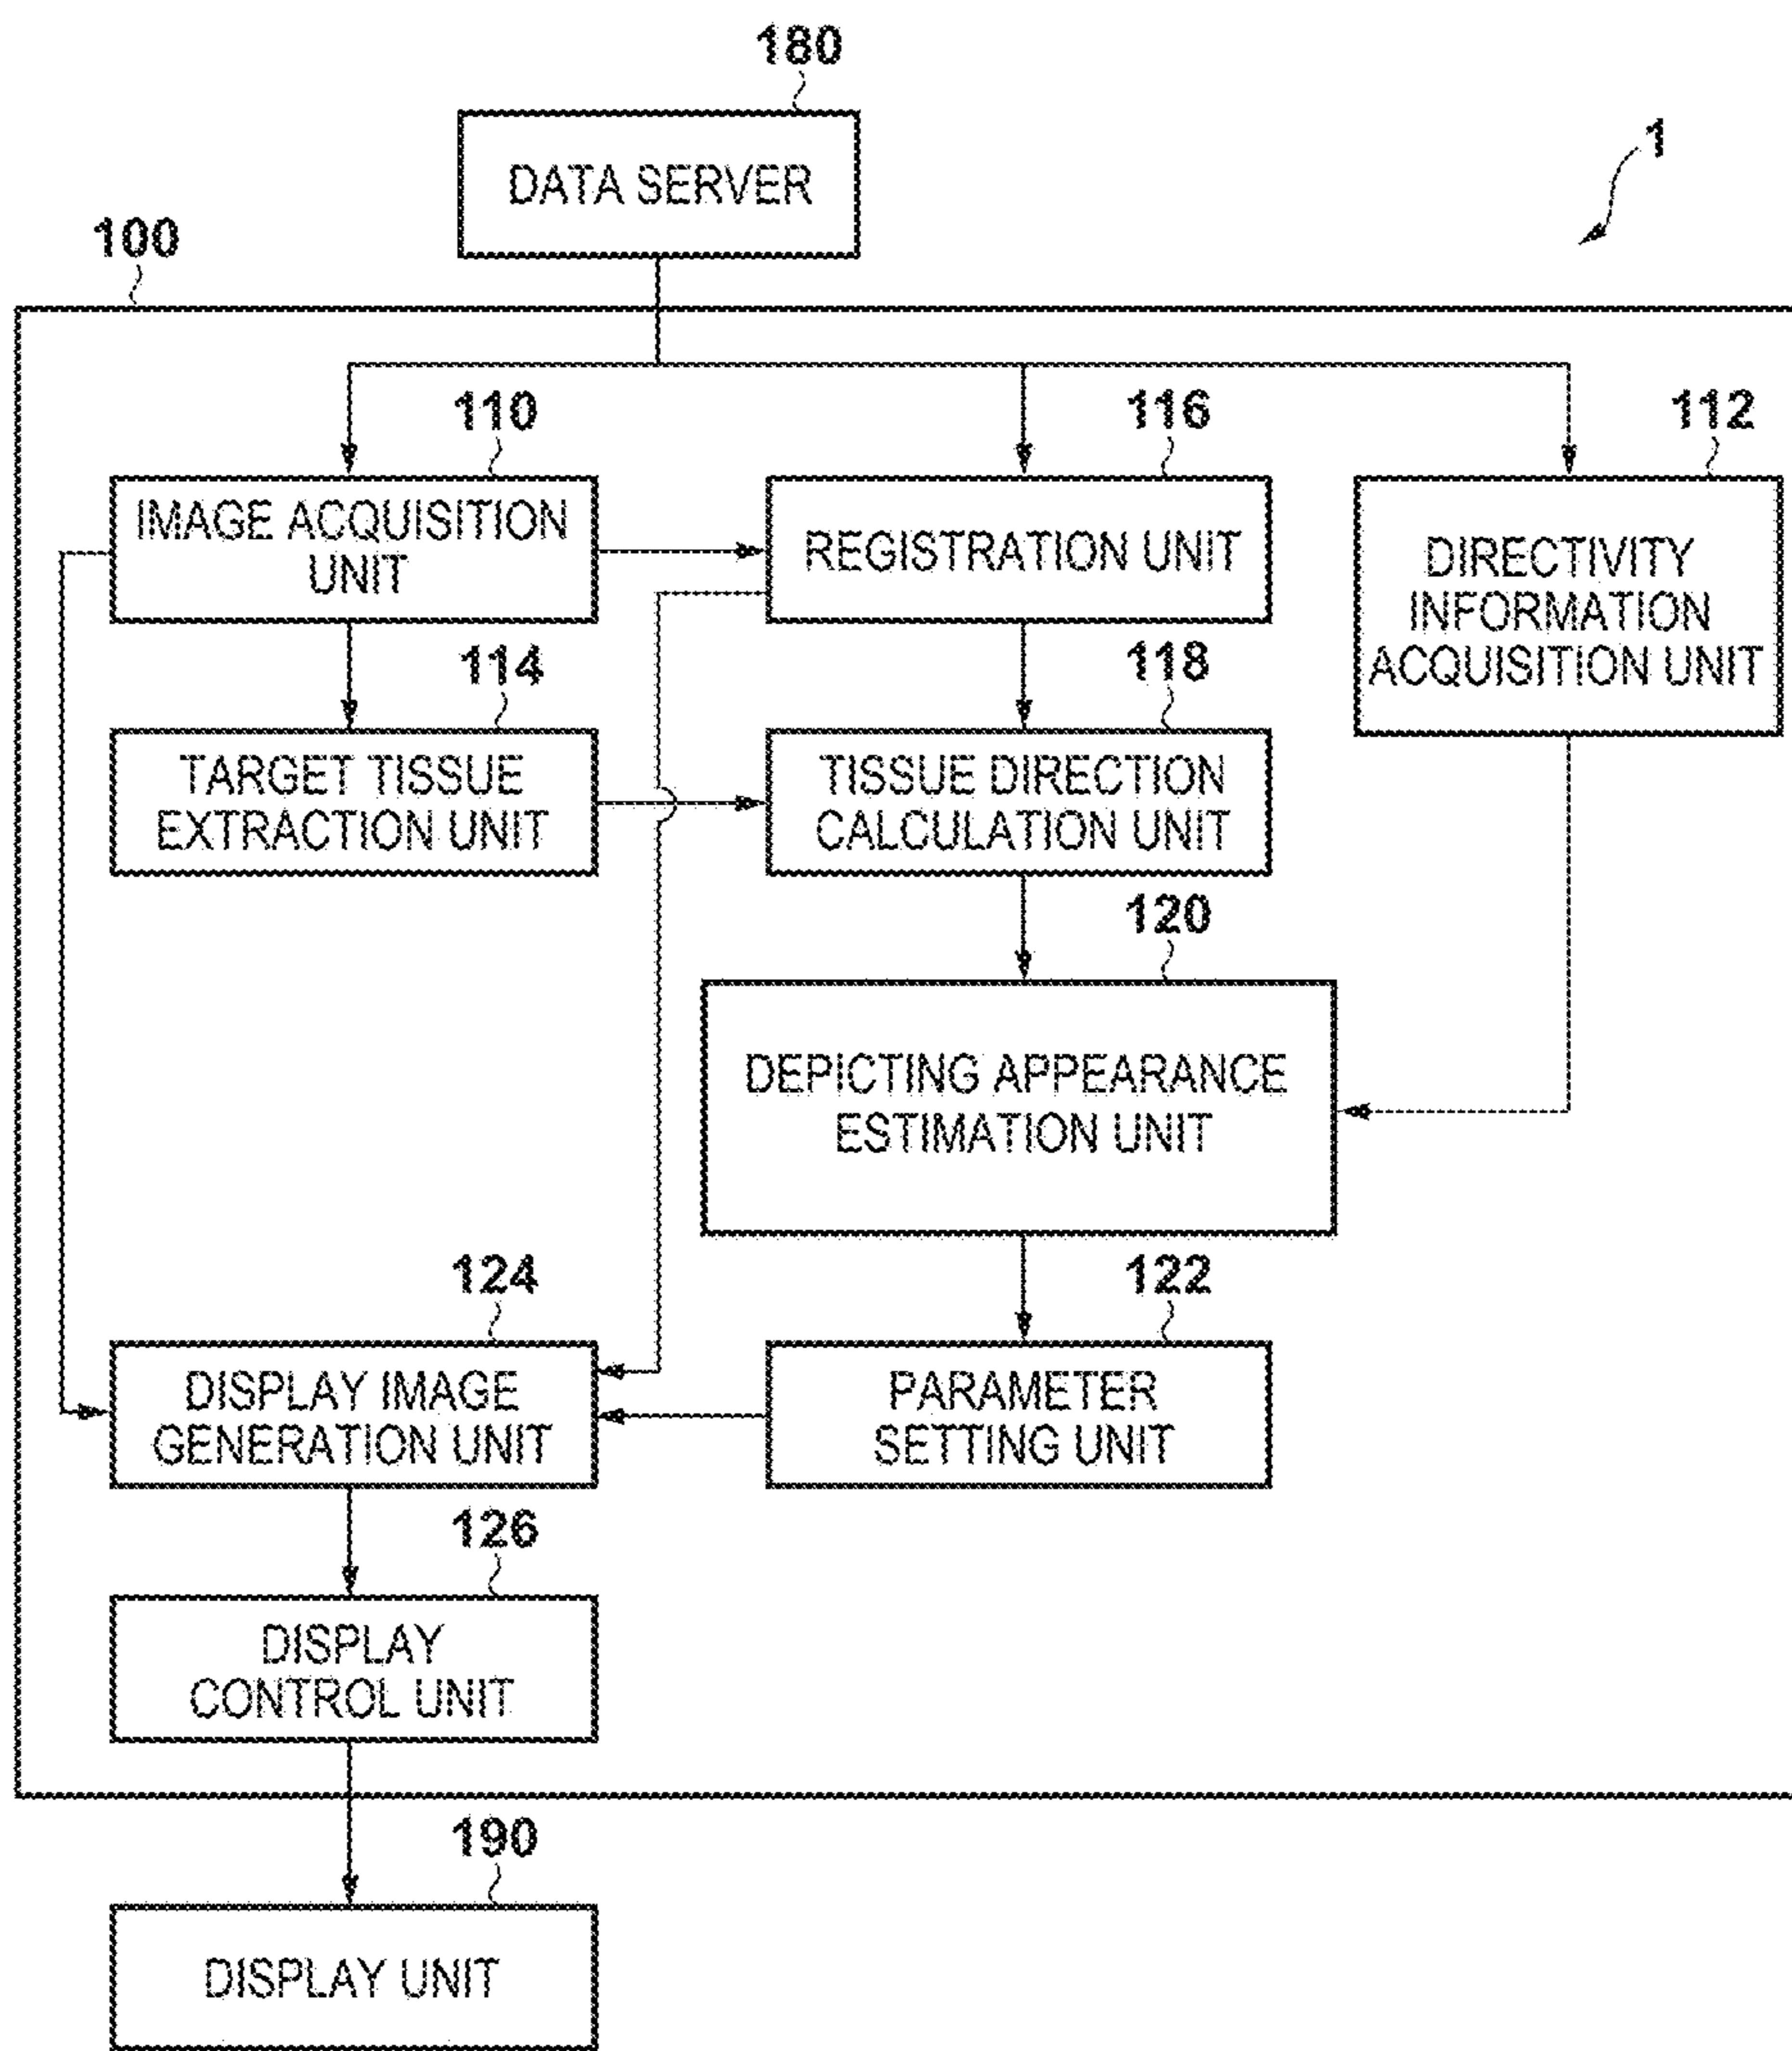 180
DATA SERVER
1
100
110
IMAGE ACQUISITION
UNIT
116
REGISTRATION UNIT
112
DIRECTIVITY
INFORMATION
ACQUISITION UNIT
114
TARGET TISSUE
EXTRACTION UNIT
118
TISSUE DIRECTION
CALCULATION UNIT
120
DEPICTING APPEARANCE
ESTIMATION UNIT
124
DISPLAY IMAGE
GENERATION UNIT
122
PARAMETER
SETTING UNIT
126
DISPLAY
CONTROL UNIT
190
DISPLAY UNIT